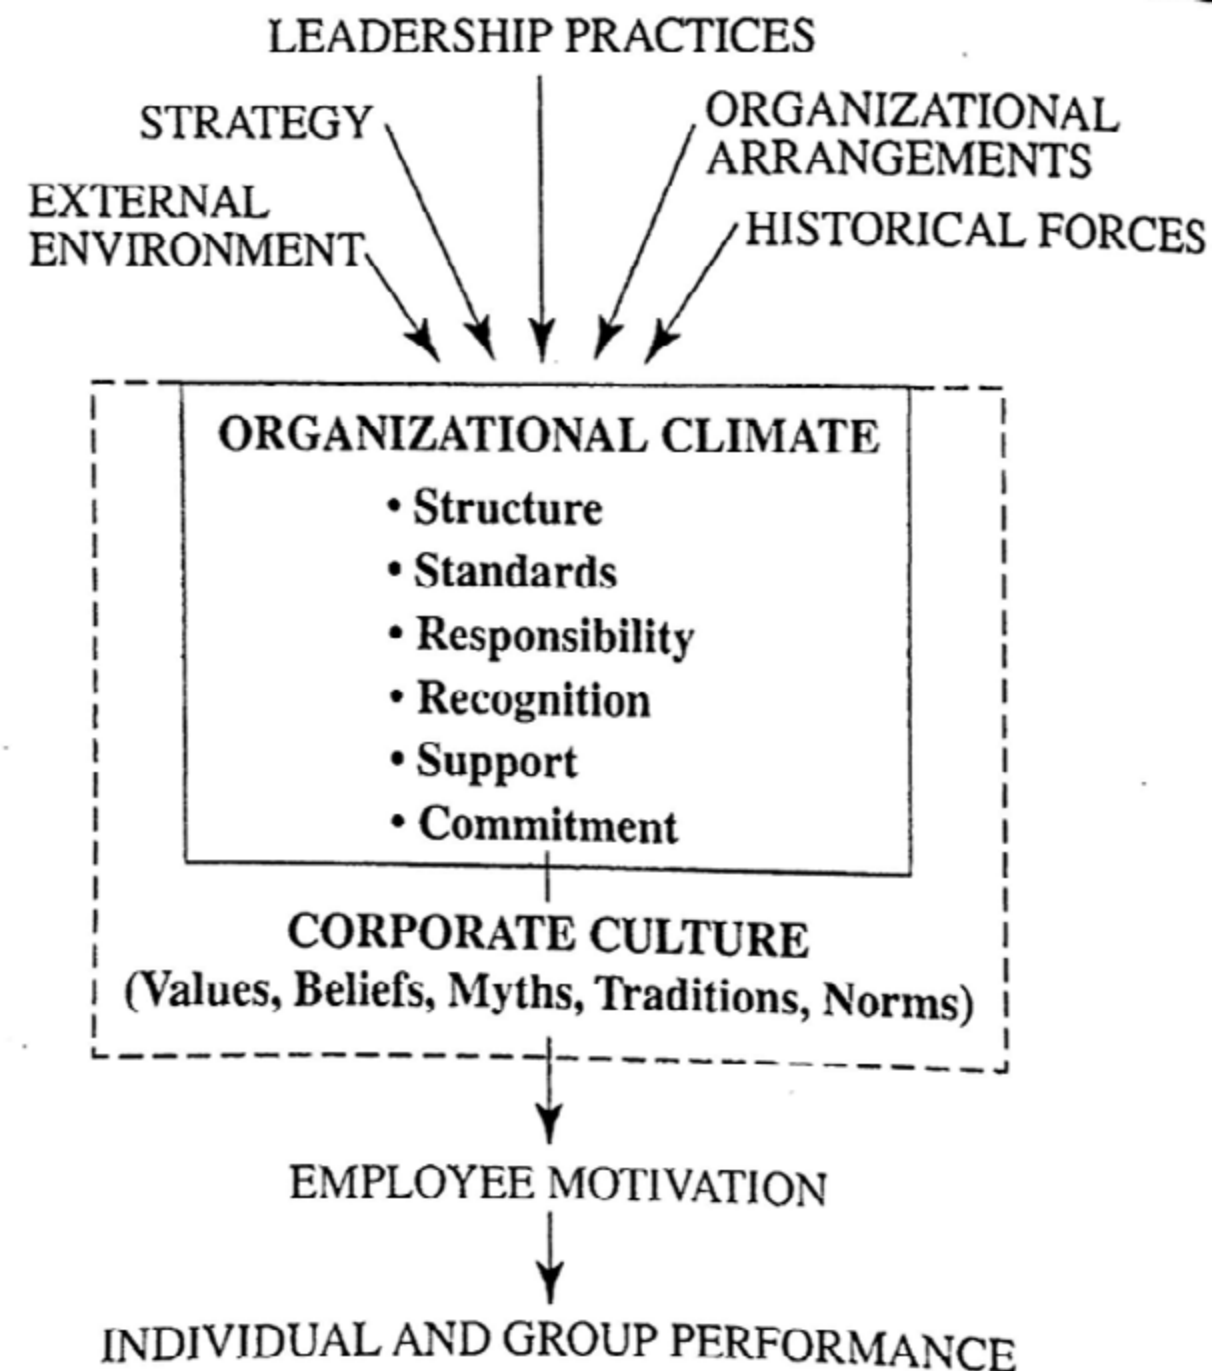 LEADERSHIP PRACTICES
STRATEGY
ORGANIZATIONAL
ARRANGEMENTS
EXTERNAL
ENVIRONMENT
HISTORICAL FORCES
ORGANIZATIONAL CLIMATE
• Structure
• Standards
• Responsibility
• Recognition
• Support
• Commitment
CORPORATE CULTURE
(Values, Beliefs, Myths, Traditions, Norms)
EMPLOYEE MOTIVATION
INDIVIDUAL AND GROUP PERFORMANCE